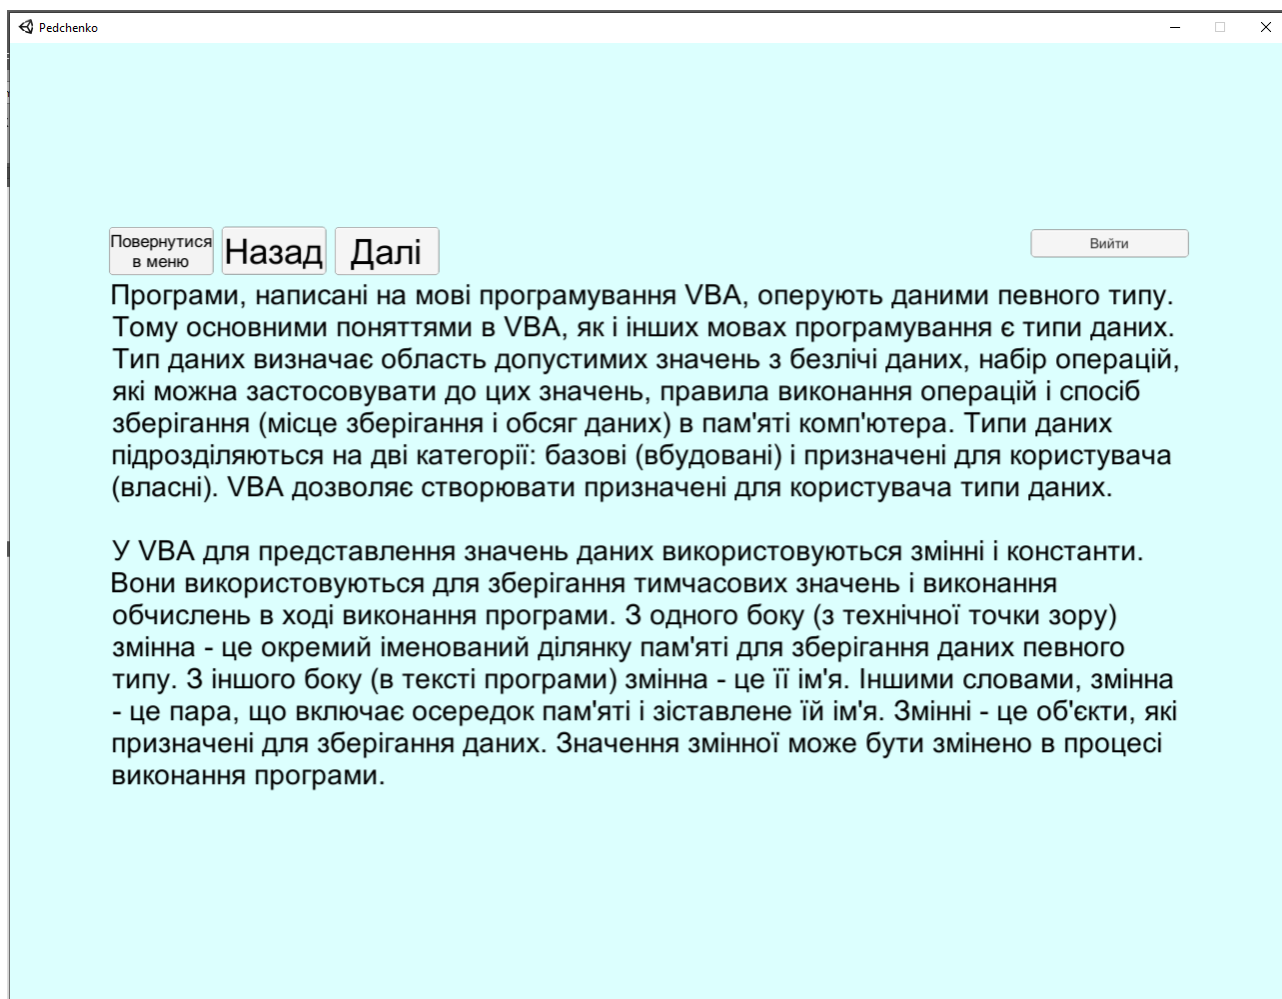 Pedchenko
Повернутися
в меню
Назад
Далі
Вийти
Програми, написані на мові програмування VBA, оперують даними певного типу.
Тому основними поняттями в VBA, як і інших мовах програмування є типи даних.
Тип даних визначає область допустимих значень з безлічі даних, набір операцій,
які можна застосовувати до цих значень, правила виконання операцій і спосіб
зберігання (місце зберігання і обсяг даних) в пам'яті комп'ютера. Типи даних
підрозділяються на дві категорії: базові (вбудовані) і призначені для користувача
(власні). VBA дозволяє створювати призначені для користувача типи даних.
У VBA для представлення значень даних використовуються змінні і константи.
Вони використовуються для зберігання тимчасових значень і виконання
обчислень в ході виконання програми. З одного боку (з технічної точки зору)
змінна - це окремий іменований ділянку пам'яті для зберігання даних певного
типу. З іншого боку (в тексті програми) змінна - це її ім'я. Іншими словами, змінна
- це пара, що включає осередок пам'яті і зіставлене їй ім'я. Змінні - це об'єкти, які
призначені для зберігання даних. Значення змінної може бути змінено в процесі
виконання програми.